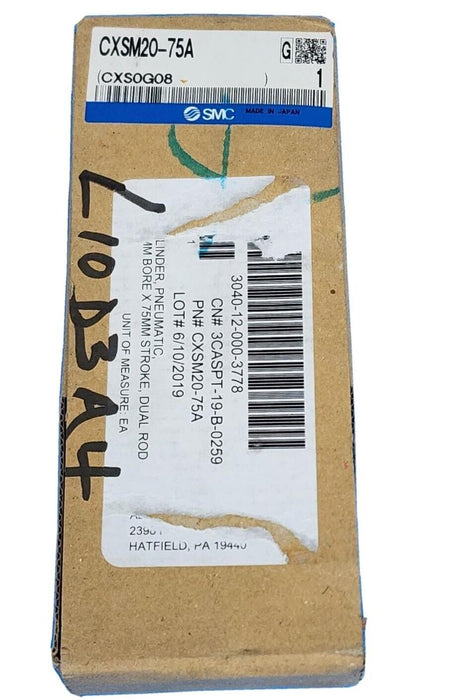 CXSM20-75A
G
(CXS0G08 )
1
SMC
MADE IN JAPAN
L10D3A4
3040-12-000-3778
CN# 3CASPT-19-B-0259
PN# CXSM20-75A
LOT# 6/10/2019
LINDER, PNEUMATIC,
MM BORE X 75MM STROKE, DUAL ROD
UNIT OF MEASURE: EA
HATFIELD, PA 19440